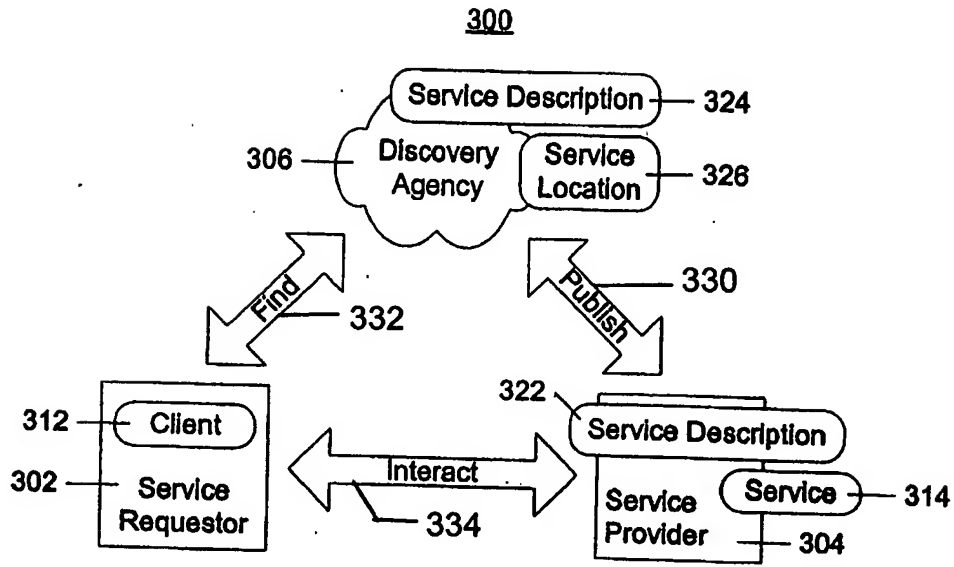 300
Service Description
324
306
Discovery
Agency
Service
Location
326
Find
332
Publish
330
312
Client
302
Service
Requestor
Interact
334
322
Service Description
Service
314
Service
Provider
304